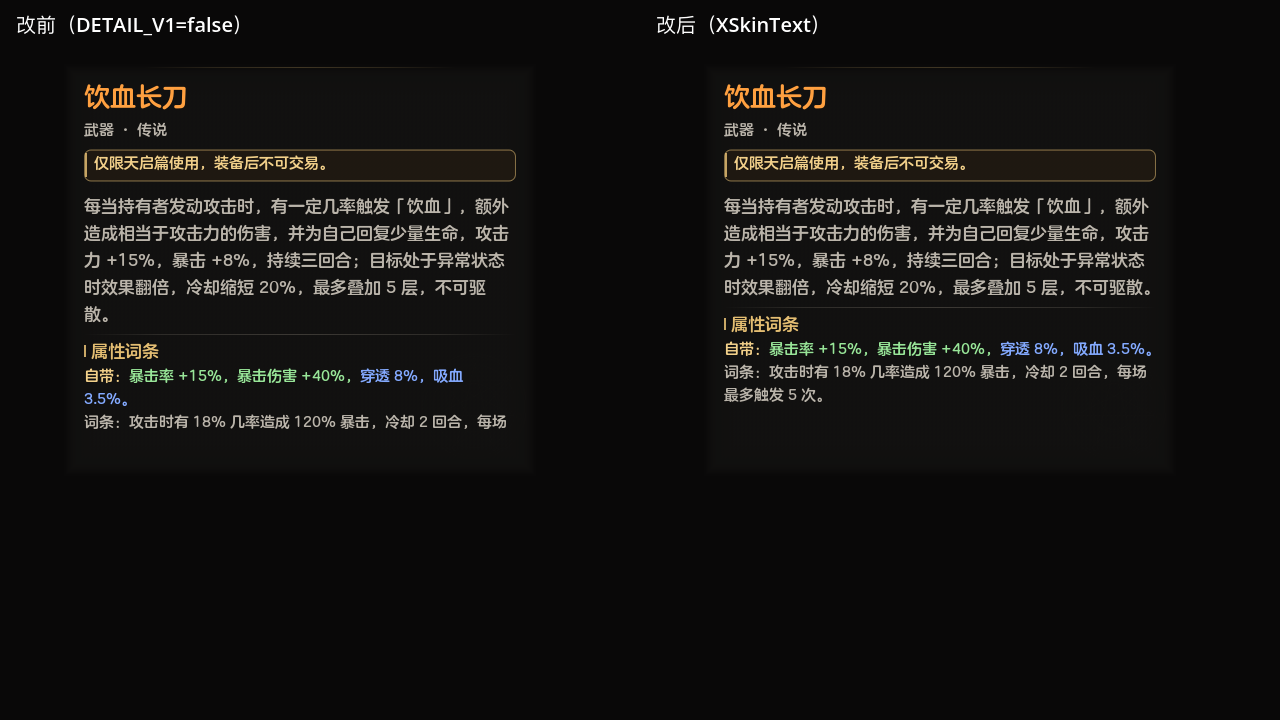 改前（DETAIL_V1=false）
饮血长刀
武器 · 传说
仅限天启篇使用，装备后不可交易。
每当持有者发动攻击时，有一定几率触发「饮血」，额外
造成相当于攻击力的伤害，并为自己回复少量生命，攻击
力 +15%，暴击 +8%，持续三回合；目标处于异常状态
时效果翻倍，冷却缩短 20%，最多叠加 5 层，不可驱
散。
属性词条
自带：暴击率 +15%，暴击伤害 +40%，穿透 8%，吸血
3.5%。
词条：攻击时有 18% 几率造成 120% 暴击，冷却 2 回合，每场
改后（XSkinText）
饮血长刀
武器 · 传说
仅限天启篇使用，装备后不可交易。
每当持有者发动攻击时，有一定几率触发「饮血」，额外
造成相当于攻击力的伤害，并为自己回复少量生命，攻击
力 +15%，暴击 +8%，持续三回合；目标处于异常状态
时效果翻倍，冷却缩短 20%，最多叠加 5 层，不可驱散。
属性词条
自带：暴击率 +15%，暴击伤害 +40%，穿透 8%，吸血 3.5%。
词条：攻击时有 18% 几率造成 120% 暴击，冷却 2 回合，每场
最多触发 5 次。